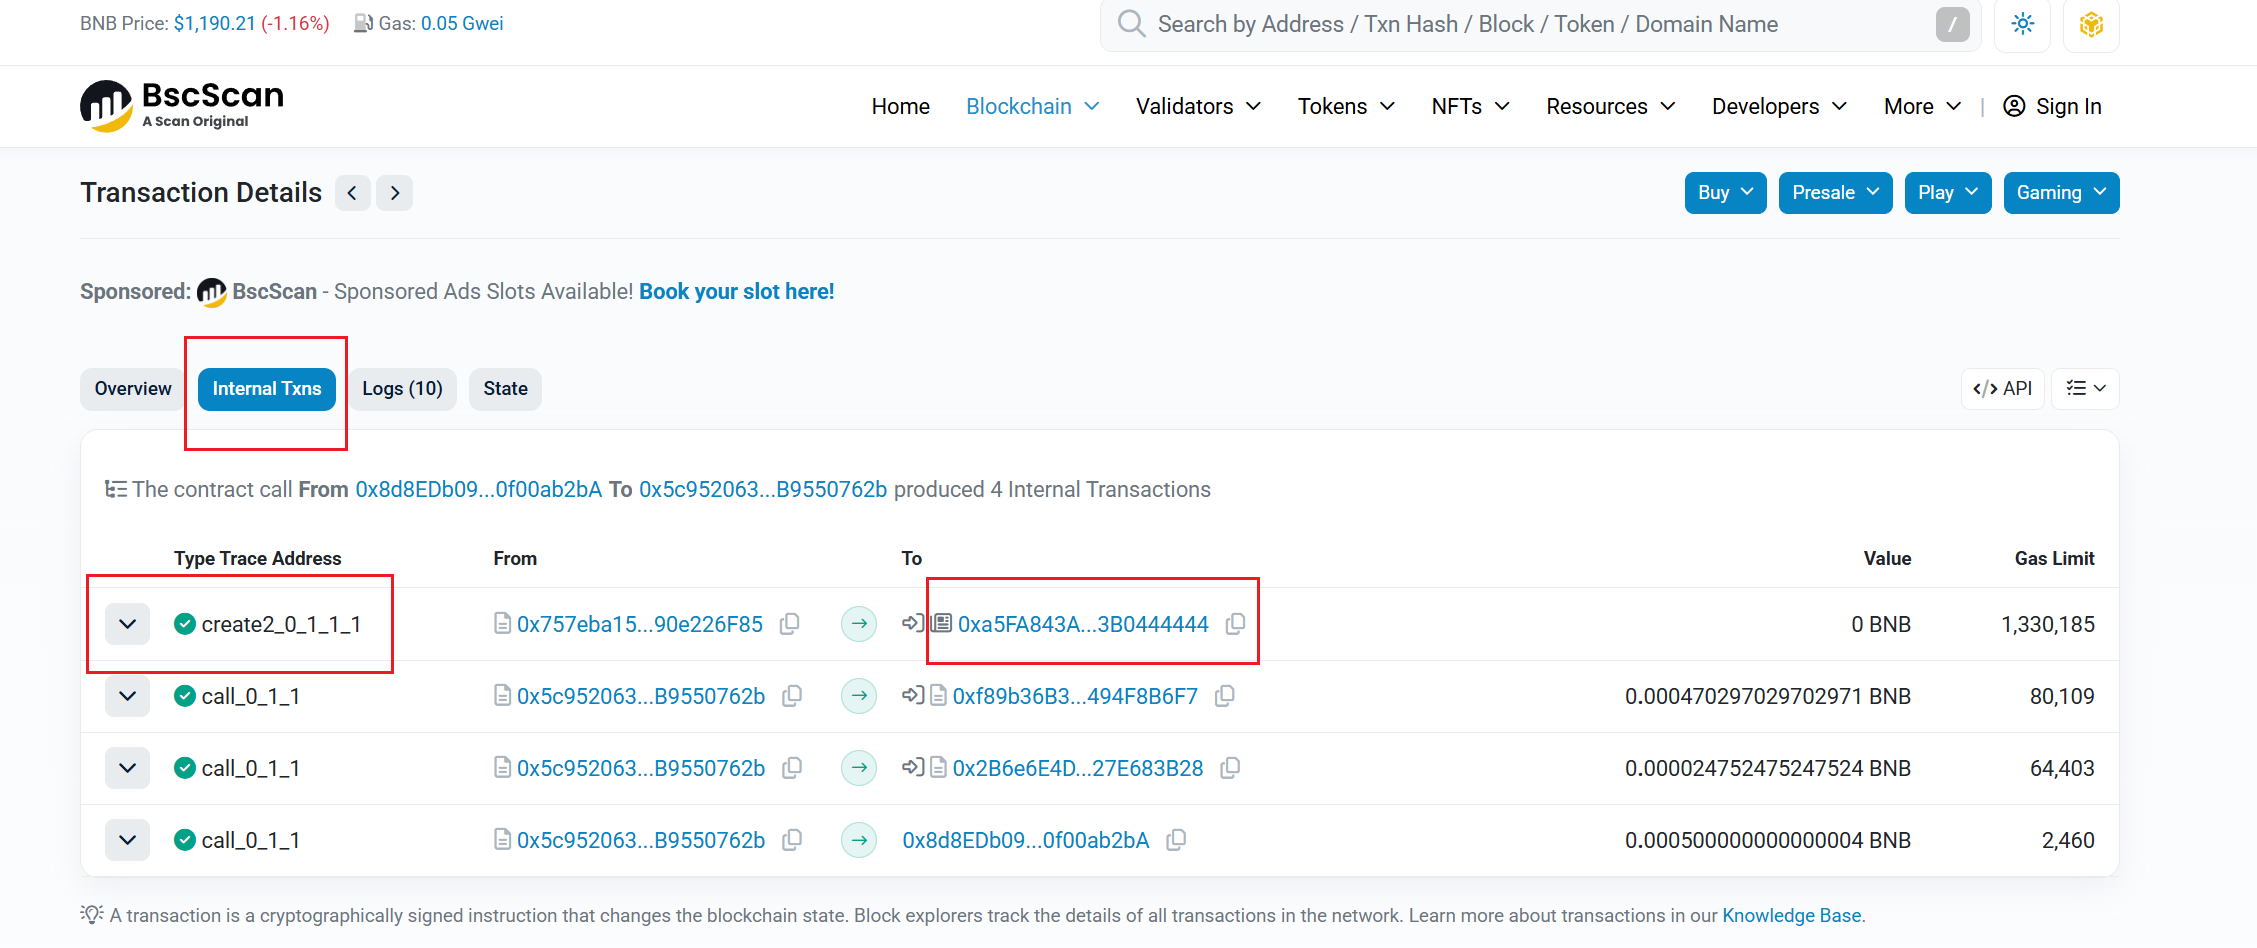 BNB Price: $1,190.21 (-1.16%) Gas: 0.05 Gwei
Search by Address / Txn Hash / Block / Token / Domain Name /
BscScan
A Scan Original
Home Blockchain Validators Tokens NFTs Resources Developers More | Sign In
Transaction Details
Buy Presale Play Gaming
Sponsored: BscScan - Sponsored Ads Slots Available! Book your slot here!
Overview Internal Txns Logs (10) State
</> API
The contract call From 0x8d8EDb09...0f00ab2bA To 0x5c952063...B9550762b produced 4 Internal Transactions
Type Trace Address From To Value Gas Limit
create2_0_1_1_1 0x757eba15...90e226F85 0xa5FA843A...3B0444444 0 BNB 1,330,185
call_0_1_1 0x5c952063...B9550762b 0xf89b36B3...494F8B6F7 0.000470297029702971 BNB 80,109
call_0_1_1 0x5c952063...B9550762b 0x2B6e6E4D...27E683B28 0.000024752475247524 BNB 64,403
call_0_1_1 0x5c952063...B9550762b 0x8d8EDb09...0f00ab2bA 0.000500000000000004 BNB 2,460
A transaction is a cryptographically signed instruction that changes the blockchain state. Block explorers track the details of all transactions in the network. Learn more about transactions in our Knowledge Base.